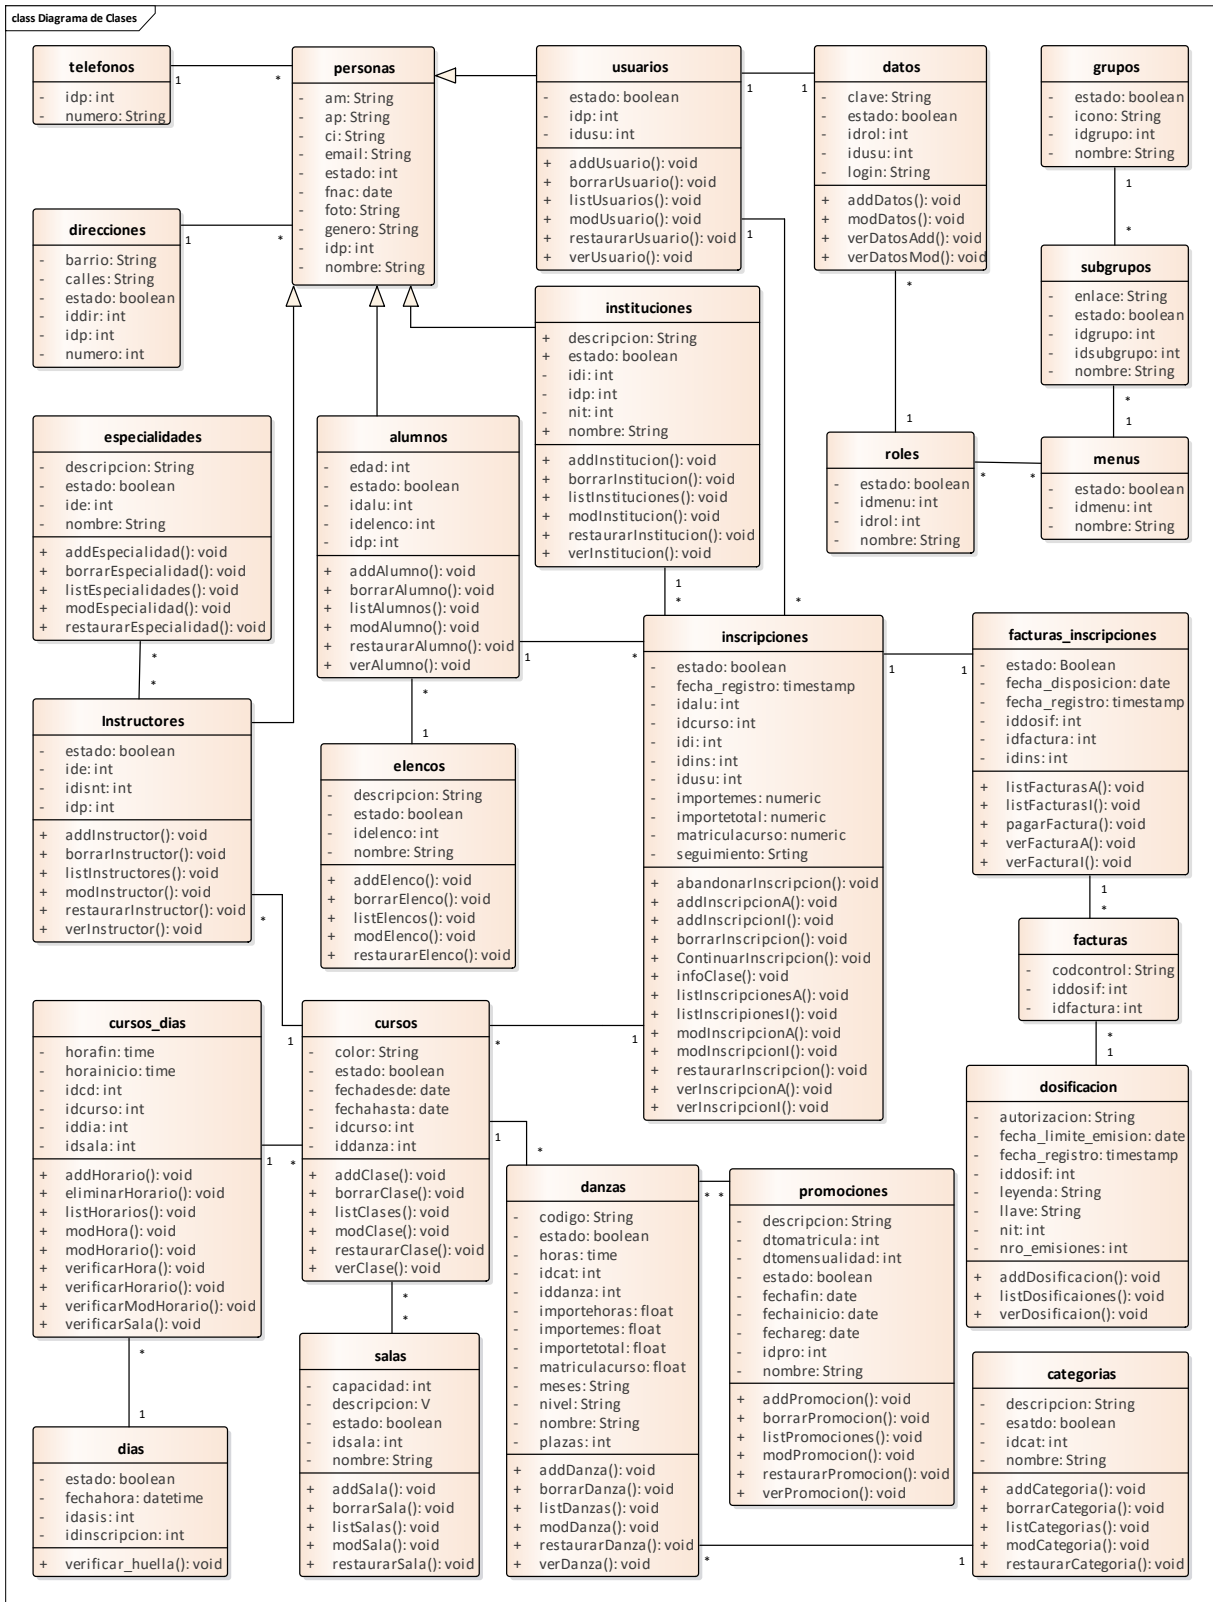 class Diagrama de Clases
telefonos
- idp: int
- numero: String
1
*
personas
- am: String
- ap: String
- ci: String
- email: String
- estado: int
- fnac: date
- foto: String
- genero: String
- idp: int
- nombre: String
usuarios
- estado: boolean
- idp: int
- idusu: int
+ addUsuario(): void
+ borrarUsuario(): void
+ listUsuarios(): void
+ modUsuario(): void
+ restaurarUsuario(): void
+ verUsuario(): void
1
1
1
datos
- clave: String
- estado: boolean
- idrol: int
- idusu: int
- login: String
+ addDatos(): void
+ modDatos(): void
+ verDatosAdd(): void
+ verDatosMod(): void
*
1
grupos
- estado: boolean
- icono: String
- idgrupo: int
- nombre: String
1
*
direcciones
- barrio: String
- calles: String
- estado: boolean
- iddir: int
- idp: int
- numero: int
1
*
subgrupos
- enlace: String
- estado: boolean
- idgrupo: int
- idsubgrupo: int
- nombre: String
*
1
instituciones
+ descripcion: String
+ estado: boolean
- idi: int
- idp: int
- nit: int
+ nombre: String
+ addInstitucion(): void
+ borrarInstitucion(): void
+ listInstituciones(): void
+ modInstitucion(): void
+ restaurarInstitucion(): void
+ verInstitucion(): void
1
*
*
especialidades
- descripcion: String
- estado: boolean
- ide: int
- nombre: String
+ addEspecialidad(): void
+ borrarEspecialidad(): void
+ listEspecialidades(): void
+ modEspecialidad(): void
+ restaurarEspecialidad(): void
*
*
alumnos
- edad: int
- estado: boolean
- idalu: int
- idelenco: int
- idp: int
+ addAlumno(): void
+ borrarAlumno(): void
+ listAlumnos(): void
+ modAlumno(): void
+ restaurarAlumno(): void
+ verAlumno(): void
1
*
*
1
roles
- estado: boolean
- idmenu: int
- idrol: int
- nombre: String
*
*
menus
- estado: boolean
- idmenu: int
- nombre: String
inscripciones
- estado: boolean
- fecha_registro: timestamp
- idalu: int
- idcurso: int
- idi: int
- idins: int
- idusu: int
- importemes: numeric
- importetotal: numeric
- matriculacurso: numeric
- seguimiento: Srting
+ abandonarInscripcion(): void
+ addInscripcionA(): void
+ addInscripcionI(): void
+ borrarInscripcion(): void
+ ContinuarInscripcion(): void
+ infoClase(): void
+ listInscripcionesA(): void
+ listInscripionesI(): void
+ modInscripcionA(): void
+ modInscripcionI(): void
+ restaurarInscripcion(): void
+ verInscripcionA(): void
+ verInscripcionI(): void
1
1
facturas_inscripciones
- estado: Boolean
- fecha_disposicion: date
- fecha_registro: timestamp
- iddosif: int
- idfactura: int
- idins: int
+ listFacturasA(): void
+ listFacturasI(): void
+ pagarFactura(): void
+ verFacturaA(): void
+ verFacturaI(): void
1
*
Instructores
- estado: boolean
- ide: int
- idisnt: int
- idp: int
+ addInstructor(): void
+ borrarInstructor(): void
+ listInstructores(): void
+ modInstructor(): void
+ restaurarInstructor(): void
+ verInstructor(): void
*
1
elencos
- descripcion: String
- estado: boolean
- idelenco: int
- nombre: String
+ addElenco(): void
+ borrarElenco(): void
+ listElencos(): void
+ modElenco(): void
+ restaurarElenco(): void
facturas
- codcontrol: String
- iddosif: int
- idfactura: int
*
1
cursos_dias
- horafin: time
- horainicio: time
- idcd: int
- idcurso: int
- iddia: int
- idsala: int
+ addHorario(): void
+ eliminarHorario(): void
+ listHorarios(): void
+ modHora(): void
+ modHorario(): void
+ verificarHora(): void
+ verificarHorario(): void
+ verificarModHorario(): void
+ verificarSala(): void
1
*
*
1
cursos
- color: String
- estado: boolean
- fechadesde: date
- fechahasta: date
- idcurso: int
- iddanza: int
+ addClase(): void
+ borrarClase(): void
+ listClases(): void
+ modClase(): void
+ restaurarClase(): void
+ verClase(): void
*
1
1
*
*
*
dosificacion
- autorizacion: String
- fecha_limite_emision: date
- fecha_registro: timestamp
- iddosif: int
- leyenda: String
- llave: String
- nit: int
- nro_emisiones: int
+ addDosificacion(): void
+ listDosificaiones(): void
+ verDosificaion(): void
danzas
- codigo: String
- estado: boolean
- horas: time
- idcat: int
- iddanza: int
- importehoras: float
- importemes: float
- importetotal: float
- matriculacurso: float
- meses: String
- nivel: String
- nombre: String
- plazas: int
+ addDanza(): void
+ borrarDanza(): void
+ listDanzas(): void
+ modDanza(): void
+ restaurarDanza(): void
+ verDanza(): void
*
*
*
1
promociones
- descripcion: String
- dtomatricula: int
- dtomensualidad: int
- estado: boolean
- fechafin: date
- fechainicio: date
- fechareg: date
- idpro: int
- nombre: String
+ addPromocion(): void
+ borrarPromocion(): void
+ listPromociones(): void
+ modPromocion(): void
+ restaurarPromocion(): void
+ verPromocion(): void
salas
- capacidad: int
- descripcion: V
- estado: boolean
- idsala: int
- nombre: String
+ addSala(): void
+ borrarSala(): void
+ listSalas(): void
+ modSala(): void
+ restaurarSala(): void
categorias
- descripcion: String
- esatdo: boolean
- idcat: int
- nombre: String
+ addCategoria(): void
+ borrarCategoria(): void
+ listCategorias(): void
+ modCategoria(): void
+ restaurarCategoria(): void
dias
- estado: boolean
- fechahora: datetime
- idasis: int
- idinscripcion: int
+ verificar_huella(): void